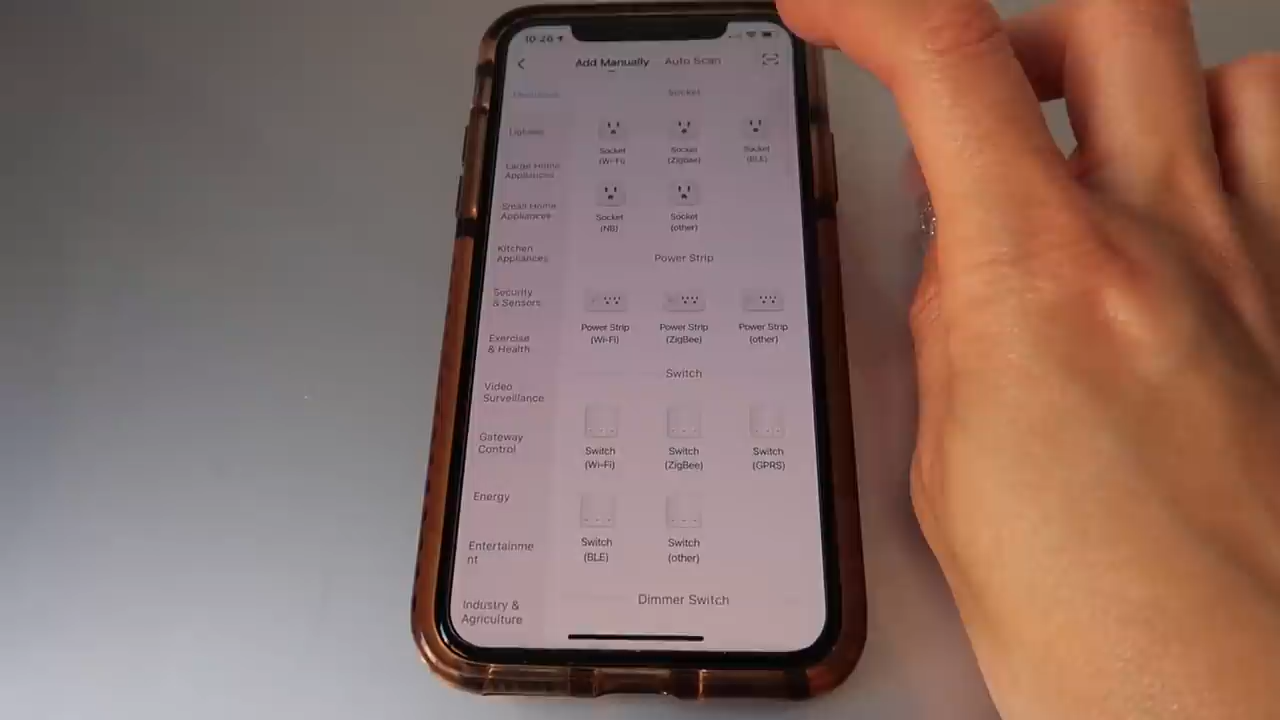 10:26
Add Manually Auto Scan
Electrical
Lighting
Large Home
Appliances
Small Home
Appliances
Kitchen
Appliances
Security
& Sensors
Exercise
& Health
Video
Surveillance
Gateway
Control
Energy
Entertainme
nt
Industry &
Agriculture
Socket
Socket
(Wi-Fi)
Socket
(ZigBee)
Socket
(BLE)
Socket
(NB)
Socket
(other)
Power Strip
Power Strip
(Wi-Fi)
Power Strip
(ZigBee)
Power Strip
(other)
Switch
Switch
(Wi-Fi)
Switch
(ZigBee)
Switch
(GPRS)
Switch
(BLE)
Switch
(other)
Dimmer Switch